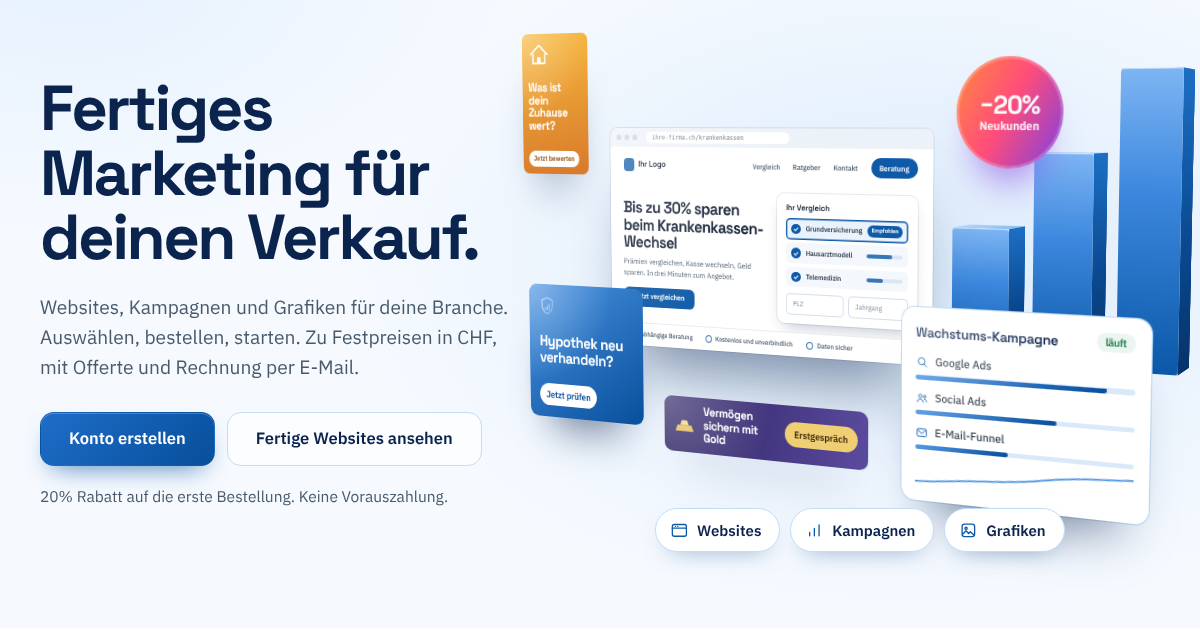 Fertiges
Marketing für
deinen Verkauf.
Websites, Kampagnen und Grafiken für deine Branche.
Auswählen, bestellen, starten. Zu Festpreisen in CHF,
mit Offerte und Rechnung per E-Mail.
Konto erstellen
Fertige Websites ansehen
20% Rabatt auf die erste Bestellung. Keine Vorauszahlung.
Was ist
dein
Zuhause
wert?
Jetzt bewerten
ihre-firma.ch/krankenkassen
Ihr Logo
Vergleich
Ratgeber
Kontakt
Beratung
Bis zu 30% sparen
beim Krankenkassen-
Wechsel
Prämien vergleichen, Kasse wechseln, Geld
sparen. In drei Minuten zum Angebot.
vergleichen
Ihr Vergleich
Grundversicherung
Empfohlen
Hausarztmodell
Telemedizin
PLZ
Jahrgang
Beratung
Kostenlos und unverbindlich
Daten sicher
−20%
Neukunden
Hypothek neu
verhandeln?
Jetzt prüfen
Vermögen
sichern mit
Gold
Erstgespräch
Wachstums-Kampagne
läuft
Google Ads
Social Ads
E-Mail-Funnel
Websites
Kampagnen
Grafiken